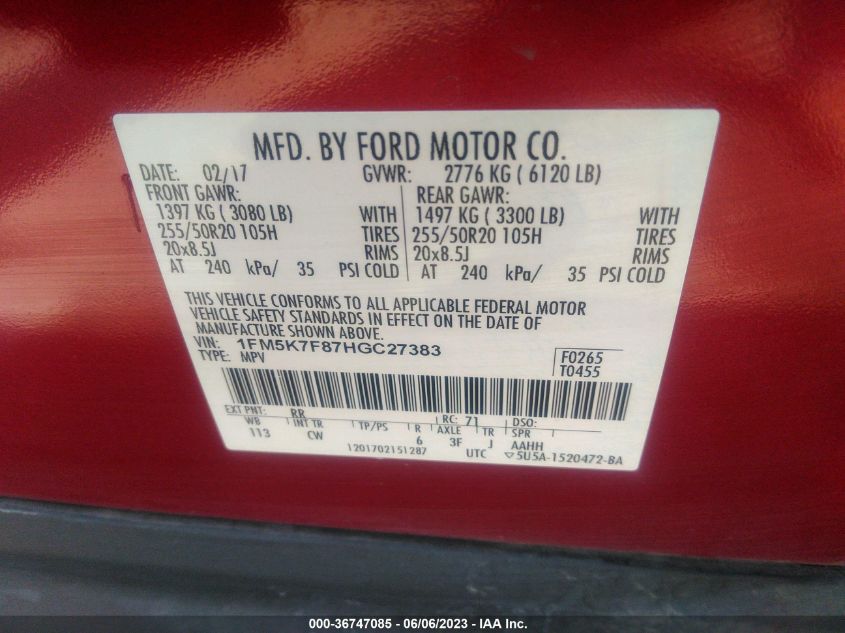 MFD. BY FORD MOTOR CO.
DATE: 02/17 GVWR: 2776 KG ( 6120 LB)
FRONT GAWR: REAR GAWR:
1397 KG ( 3080 LB) WITH 1497 KG ( 3300 LB) WITH
255/50R20 105H TIRES 255/50R20 105H TIRES
20x8.5J RIMS 20x8.5J RIMS
AT 240 kPa/ 35 PSI COLD AT 240 kPa/ 35 PSI COLD
THIS VEHICLE CONFORMS TO ALL APPLICABLE FEDERAL MOTOR
VEHICLE SAFETY STANDARDS IN EFFECT ON THE DATE OF
MANUFACTURE SHOWN ABOVE.
VIN: 1FM5K7F87HGC27383 F0265
TYPE: MPV T0455
EXT PNT: RR RC: 71 DSO:
WB INT TR TP/PS R AXLE TR SPR
113 CW 6 3F J AAHH
1201702151287 UTC ▽5U5A-1520472-BA
000-36747085 - 06/06/2023 - IAA Inc.